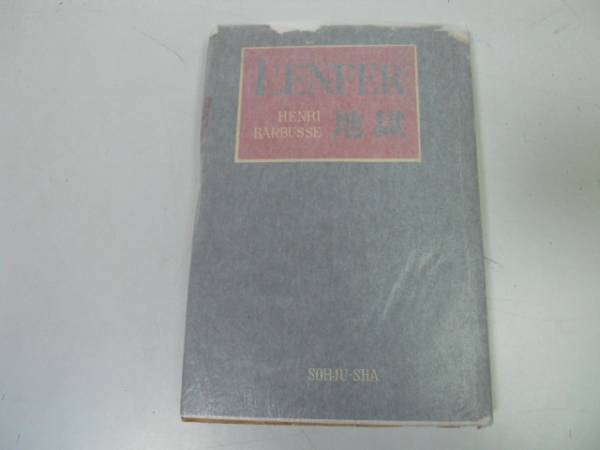 L'ENFER
HENRI
BARBUSSE
地獄
SOHJU-SHA